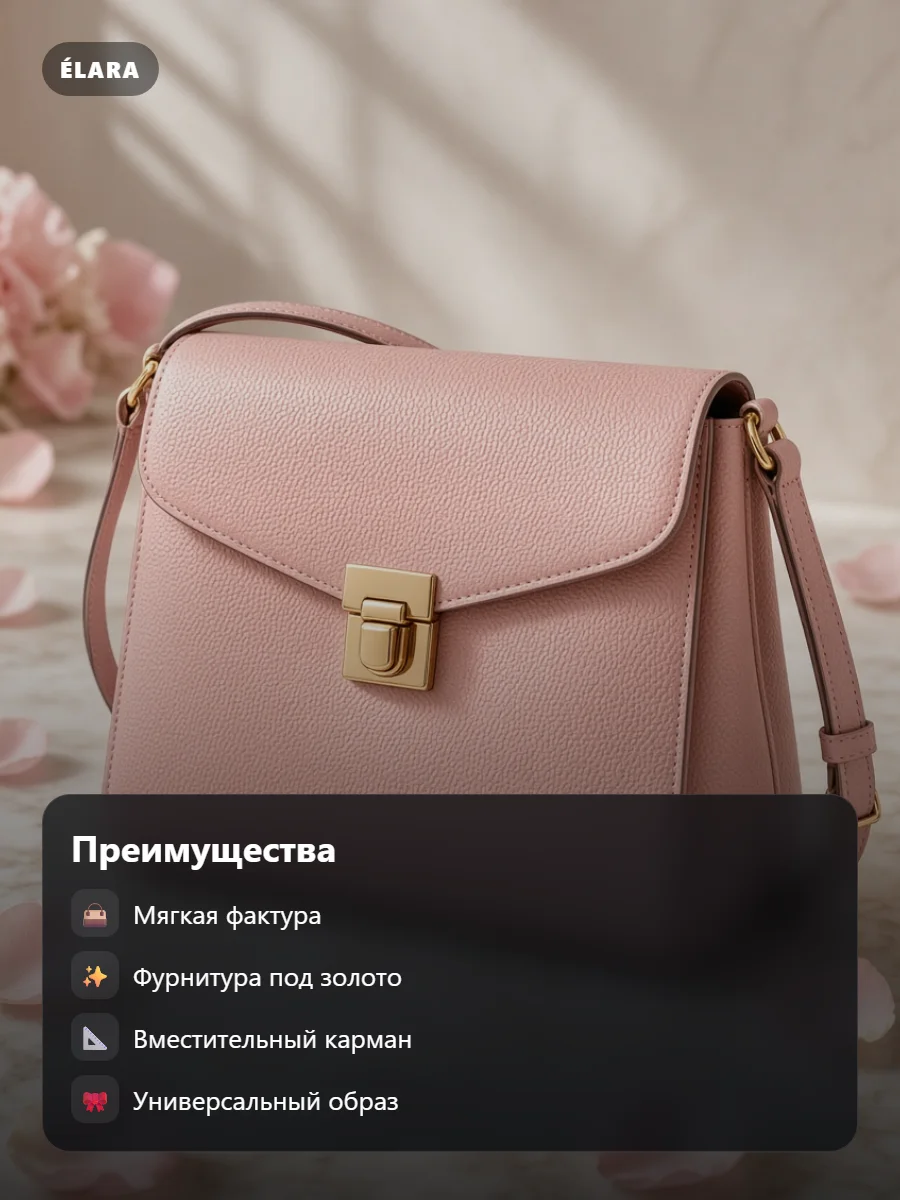 ÉLARA
Преимущества
Мягкая фактура
Фурнитура под золото
Вместительный карман
Универсальный образ